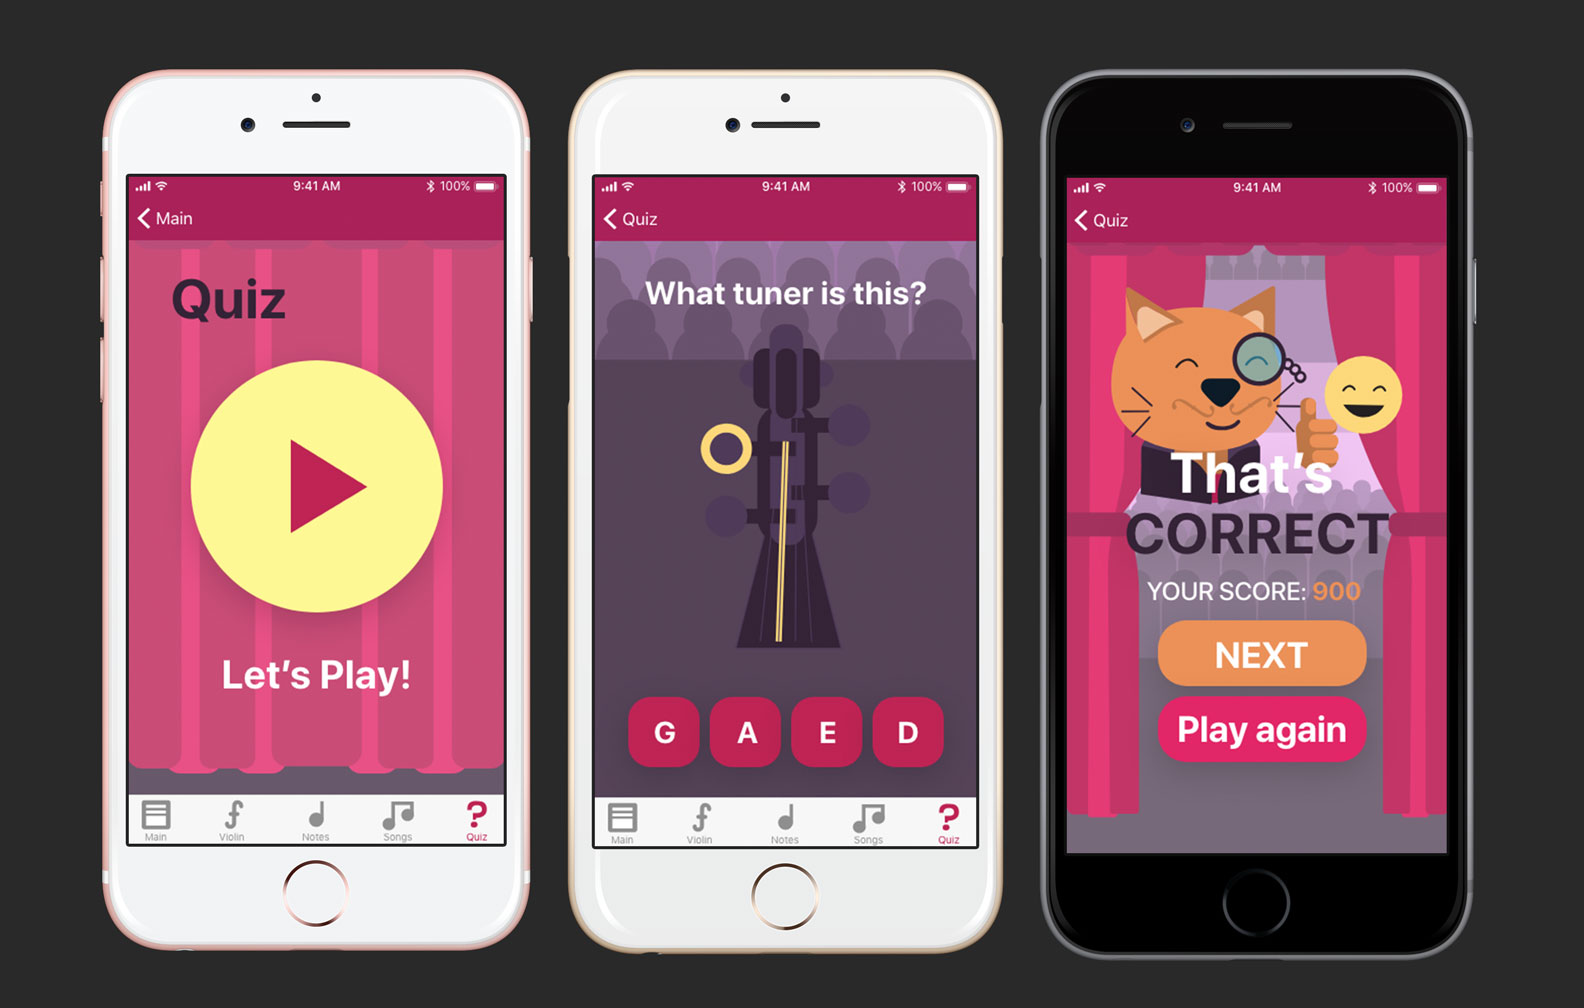 9:41 AM
100%
Main
Quiz
Let's Play!
Main
Violin
Notes
Songs
Quiz
9:41 AM
100%
Quiz
What tuner is this?
G A E D
Main
Violin
Notes
Songs
Quiz
9:41 AM
100%
Quiz
That's
CORRECT
YOUR SCORE: 900
NEXT
Play again